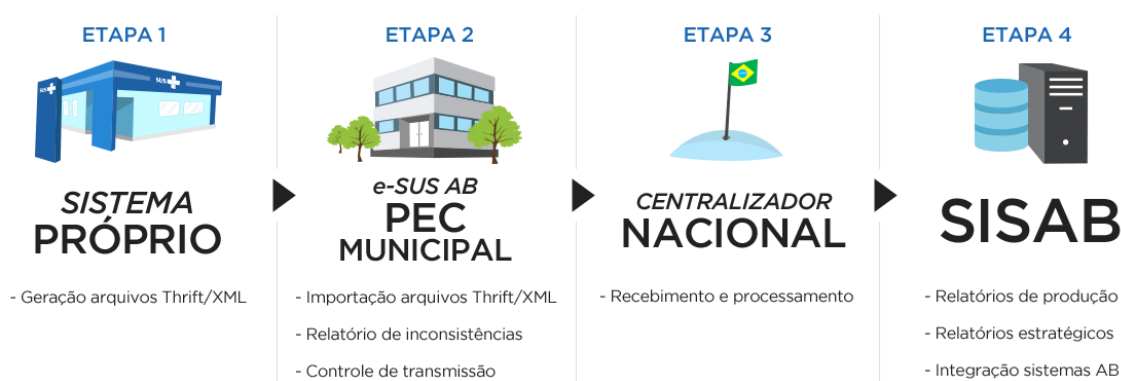 ETAPA 1
SUS
SUS
SISTEMA
PRÓPRIO
- Geração arquivos Thrift/XML
ETAPA 2
e-SUS AB
PEC
MUNICIPAL
- Importação arquivos Thrift/XML
- Relatório de inconsistências
- Controle de transmissão
ETAPA 3
CENTRALIZADOR
NACIONAL
- Recebimento e processamento
ETAPA 4
SISAB
- Relatórios de produção
- Relatórios estratégicos
- Integração sistemas AB